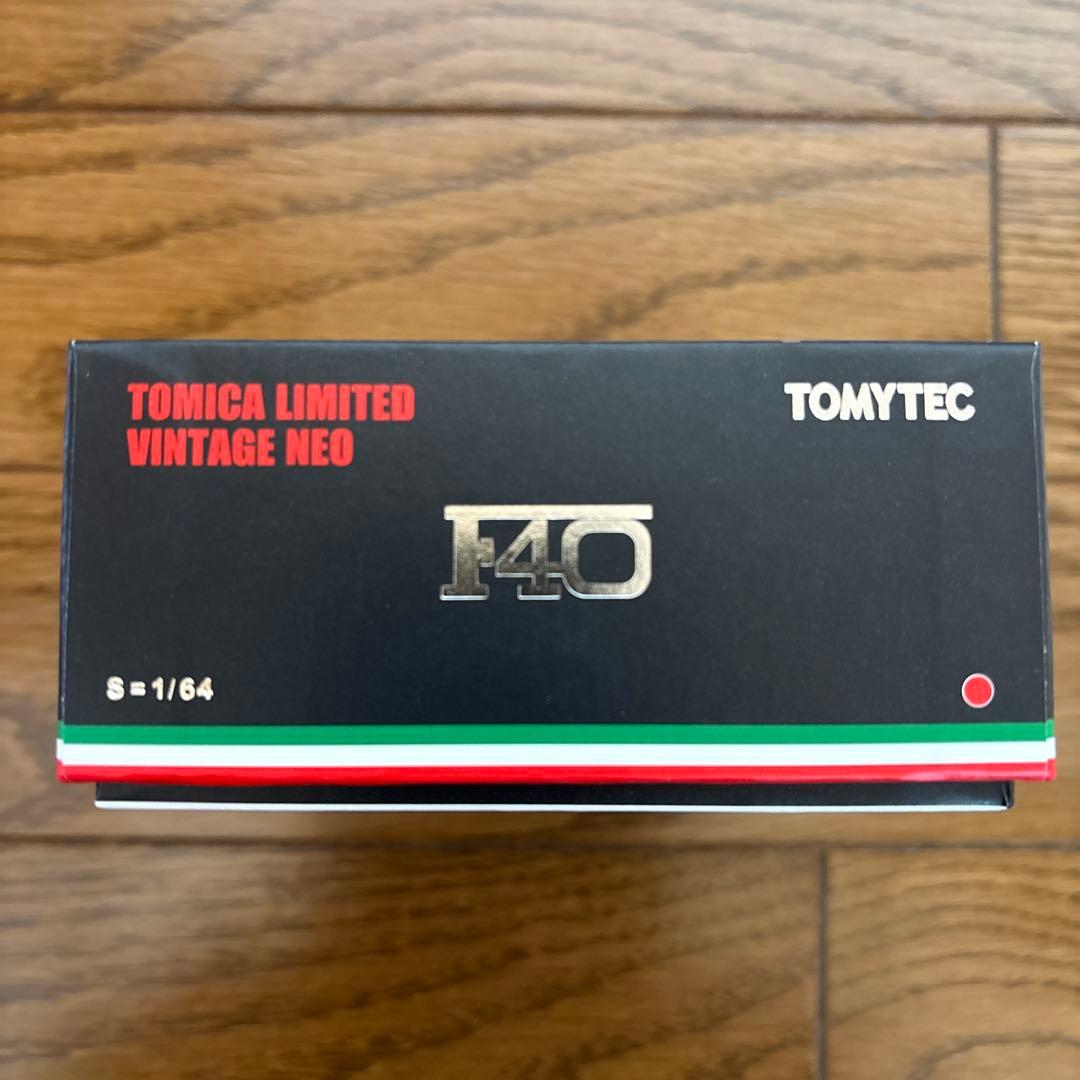 TOMICA LIMITED
VINTAGE NEO
TOMYTEC
F40
S=1/64